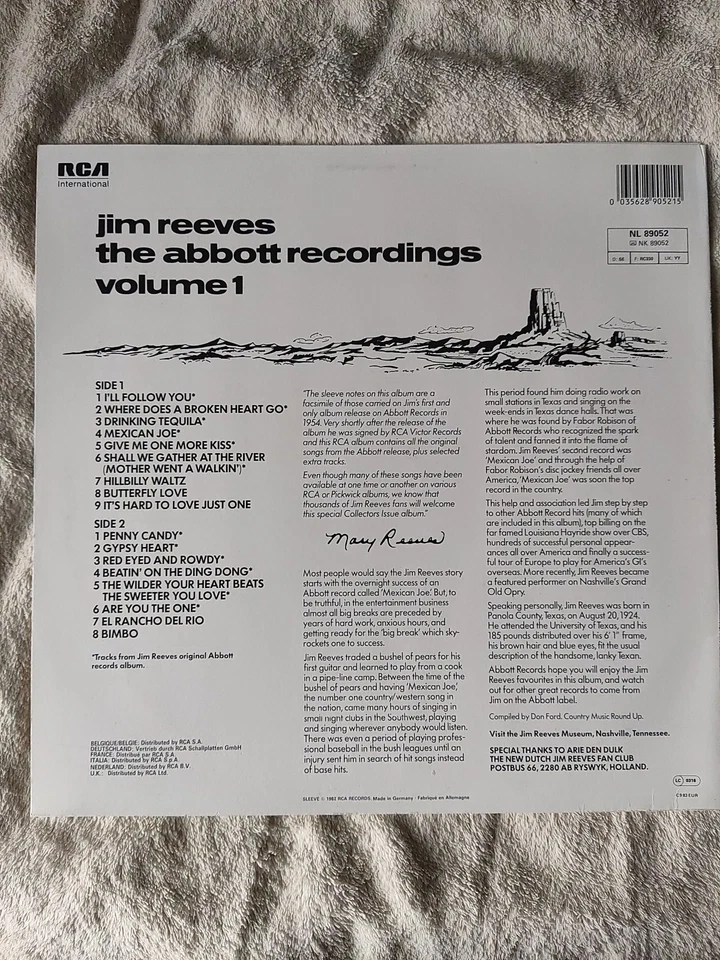 RCA
International
0 035628 905215
jim reeves
the abbott recordings
volume 1
NL 89052
NK 89052
F: RC330
UK: YY
SIDE 1
1 I'LL FOLLOW YOU*
2 WHERE DOES A BROKEN HEART GO*
3 DRINKING TEQUILA*
4 MEXICAN JOE*
5 GIVE ME ONE MORE KISS*
6 SHALL WE GATHER AT THE RIVER
(MOTHER WENT A WALKIN')*
7 HILLBILLY WALTZ
8 BUTTERFLY LOVE
9 IT'S HARD TO LOVE JUST ONE
SIDE 2
1 PENNY CANDY*
2 GYPSY HEART*
3 RED EYED AND ROWDY*
4 BEATIN' ON THE DING DONG*
5 THE WILDER YOUR HEART BEATS
THE SWEETER YOU LOVE*
6 ARE YOU THE ONE*
7 EL RANCHO DEL RIO
8 BIMBO
*Tracks from Jim Reeves original Abbott
records album.
BELGIQUE/BELGIE: Distributed by RCA S.A.
DEUTSCHLAND: Vertrieb durch RCA Schallplatten GmbH
FRANCE: Distribué par RCA S.A.
ITALIA: Distributed by RCA S.p.A.
NEDERLAND: Distributed by RCA B.V.
U.K.: Distributed by RCA Ltd.
"The sleeve notes on this album are a
facsimile of those carried on Jim's first and
only album release on Abbott Records in
1954. Very shortly after the release of the
album he was signed by RCA Victor Records
and this RCA album contains all the original
songs from the Abbott release, plus selected
extra tracks.
Even though many of these songs have been
available at one time or another on various
RCA or Pickwick albums, we know that
thousands of Jim Reeves fans will welcome
this special Collectors Issue album."
Mary Reeves
Most people would say the Jim Reeves story
starts with the overnight success of an
Abbott record called 'Mexican Joe'. But, to
be truthful, in the entertainment business
almost all big breaks are preceded by
years of hard work, anxious hours, and
getting ready for the 'big break' which sky-
rockets one to success.
Jim Reeves traded a bushel of pears for his
first guitar and learned to play from a cook
in a pipe-line camp. Between the time of the
bushel of pears and having 'Mexican Joe',
the number one country/western song in
the nation, came many hours of singing in
small night clubs in the Southwest, playing
and singing wherever anybody would listen.
There was even a period of playing profes-
sional baseball in the bush leagues until an
injury sent him in search of hit songs instead
of base hits.
This period found him doing radio work on
small stations in Texas and singing on the
week-ends in Texas dance halls. That was
where he was found by Fabor Robison of
Abbott Records who recognized the spark
of talent and fanned it into the flame of
stardom. Jim Reeves' second record was
'Mexican Joe' and through the help of
Fabor Robison's disc jockey friends all over
America, 'Mexican Joe' was soon the top
record in the country.
This help and association led Jim step by step
to other Abbott Record hits (many of which
are included in this album), top billing on the
far famed Louisiana Hayride show over CBS,
hundreds of successful personal appear-
ances all over America and finally a success-
ful tour of Europe to play for America's GI's
overseas. More recently, Jim Reeves became
a featured performer on Nashville's Grand
Old Opry.
Speaking personally, Jim Reeves was born in
Panola County, Texas, on August 20, 1924.
He attended the University of Texas, and his
185 pounds distributed over his 6' 1" frame,
his brown hair and blue eyes, fit the usual
description of the handsome, lanky Texan.
Abbott Records hope you will enjoy the Jim
Reeves favourites in this album, and watch
out for other great records to come from
Jim on the Abbott label.
Compiled by Don Ford. Country Music Round Up.
Visit the Jim Reeves Museum, Nashville, Tennessee.
SPECIAL THANKS TO ARIE DEN DULK
THE NEW DUTCH JIM REEVES FAN CLUB
POSTBUS 66, 2280 AB RYSWYK, HOLLAND.
LC 0316
SLEEVE © 1982 RCA RECORDS. Made in Germany · Fabriqué en Allemagne